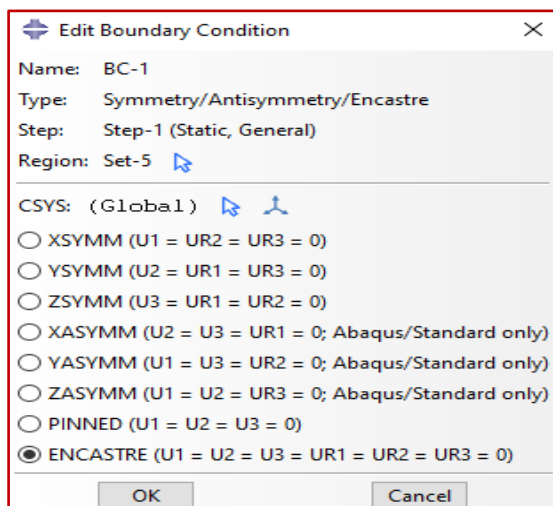 Edit Boundary Condition
Name: BC-1
Type: Symmetry/Antisymmetry/Encastre
Step: Step-1 (Static, General)
Region: Set-5
CSYS: (Global)
XSYMM (U1 = UR2 = UR3 = 0)
YSYMM (U2 = UR1 = UR3 = 0)
ZSYMM (U3 = UR1 = UR2 = 0)
XASYMM (U2 = U3 = UR1 = 0; Abaqus/Standard only)
YASYMM (U1 = U3 = UR2 = 0; Abaqus/Standard only)
ZASYMM (U1 = U2 = UR3 = 0; Abaqus/Standard only)
PINNED (U1 = U2 = U3 = 0)
ENCASTRE (U1 = U2 = U3 = UR1 = UR2 = UR3 = 0)
OK Cancel